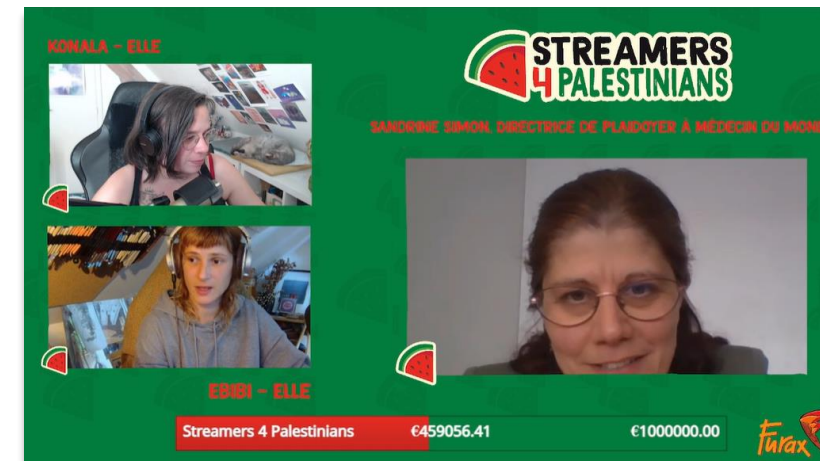 KONALA - ELLE
STREAMERS
4 PALESTINIANS
SANDRINE SIMON, DIRECTRICE DE PLAIDOYER À MÉDECIN DU MON
EBIBI - ELLE
Streamers 4 Palestinians €459056.41 €1000000.00
Furax